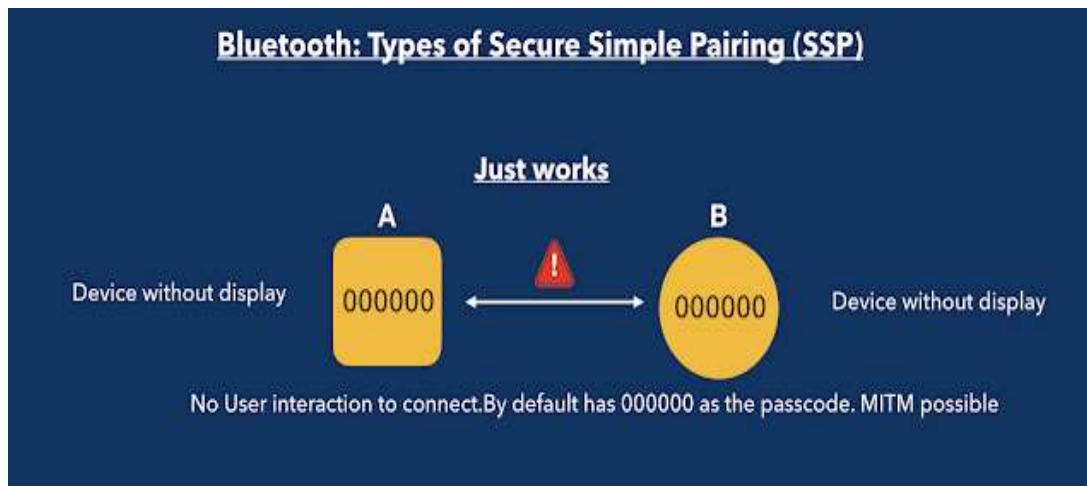 Bluetooth: Types of Secure Simple Pairing (SSP)
Just works
A
B
Device without display
000000
!
000000
Device without display
No User interaction to connect.By default has 000000 as the passcode. MITM possible